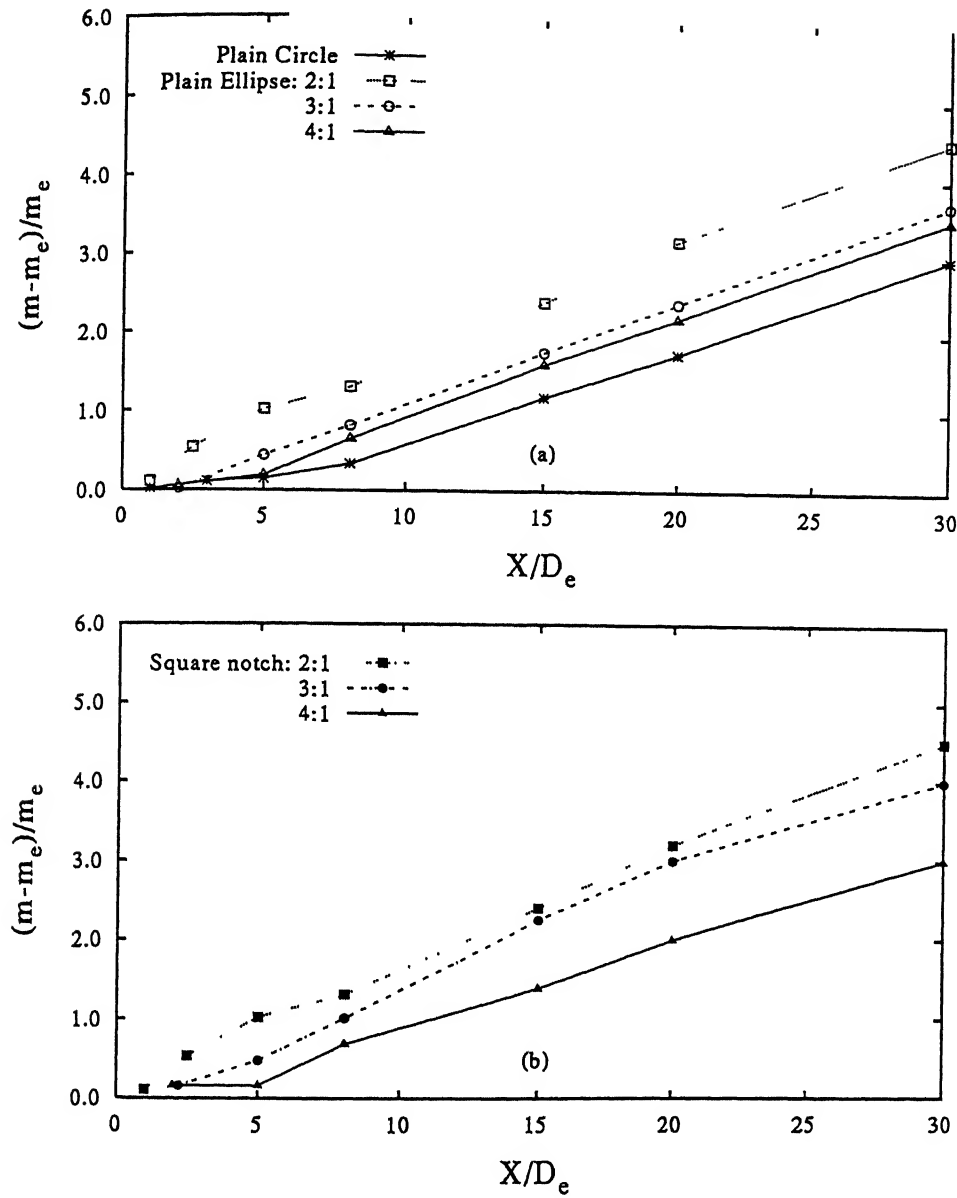 6.0
5.0
4.0
3.0
2.0
1.0
0.0
(m-m_e)/m_e
Plain Circle
Plain Ellipse: 2:1
3:1
4:1
(a)
0 5 10 15 20 25 30
X/D_e
6.0
5.0
4.0
3.0
2.0
1.0
0.0
(m-m_e)/m_e
Square notch: 2:1
3:1
4:1
(b)
0 5 10 15 20 25 30
X/D_e